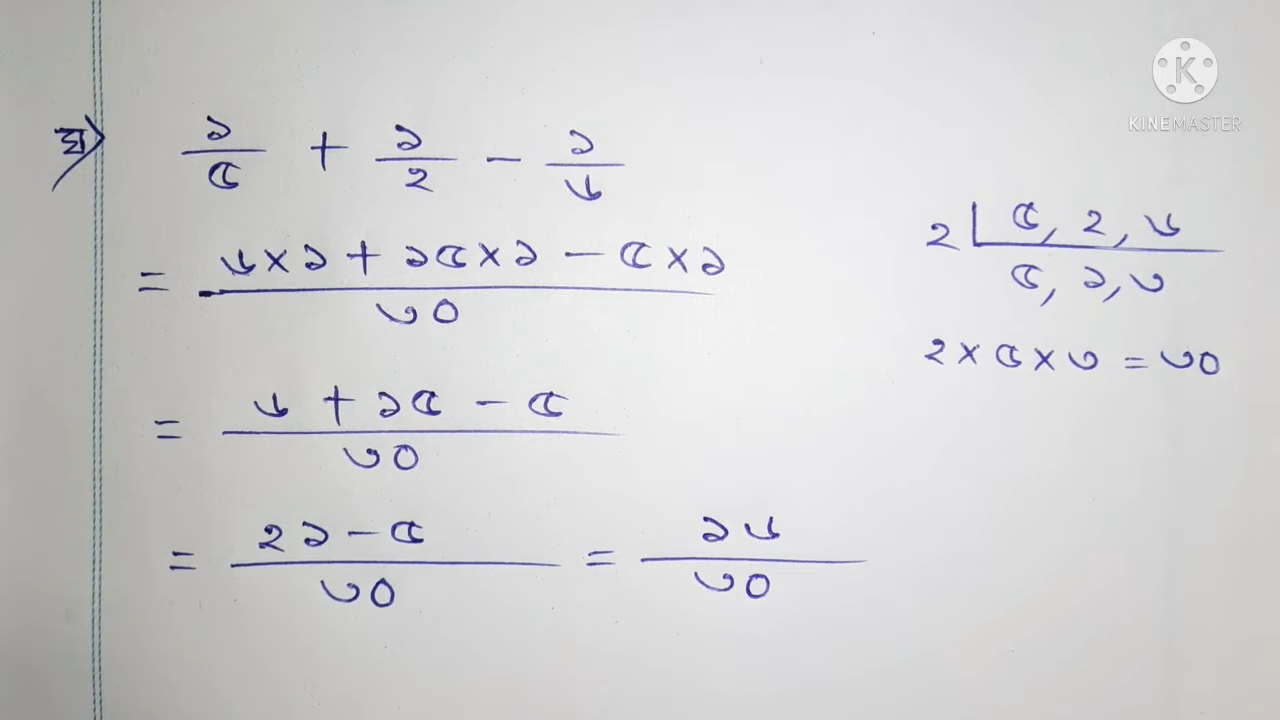 ঘ) ১/৫ + ১/২ - ১/৬
= (৬×১ + ১৫×১ - ৫×১)/৩০
= (৬ + ১৫ - ৫)/৩০
= (২১ - ৫)/৩০ = ১৬/৩০
২ | ৫, ২, ৬
৫, ১, ৩
২ × ৫ × ৩ = ৩০
K
KINEMASTER